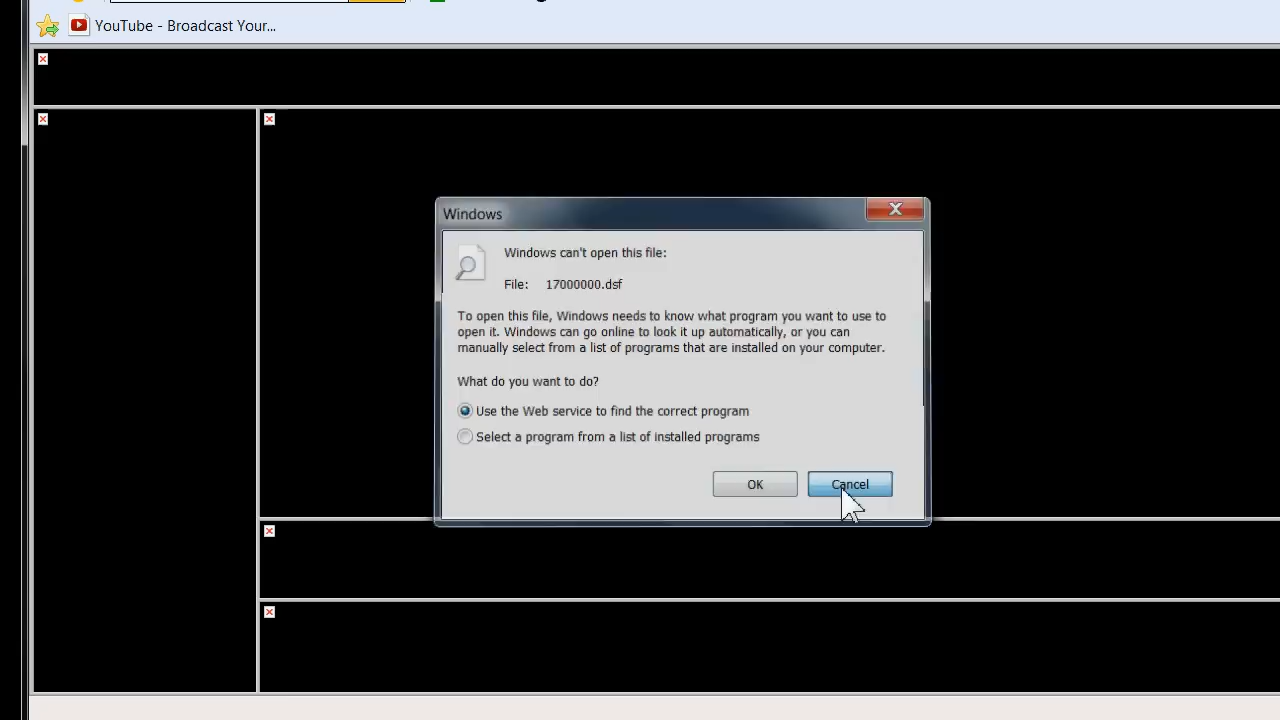 YouTube - Broadcast Your...
Windows
Windows can't open this file:
File: 17000000.dsf
To open this file, Windows needs to know what program you want to use to
open it. Windows can go online to look it up automatically, or you can
manually select from a list of programs that are installed on your computer.
What do you want to do?
Use the Web service to find the correct program
Select a program from a list of installed programs
OK
Cancel